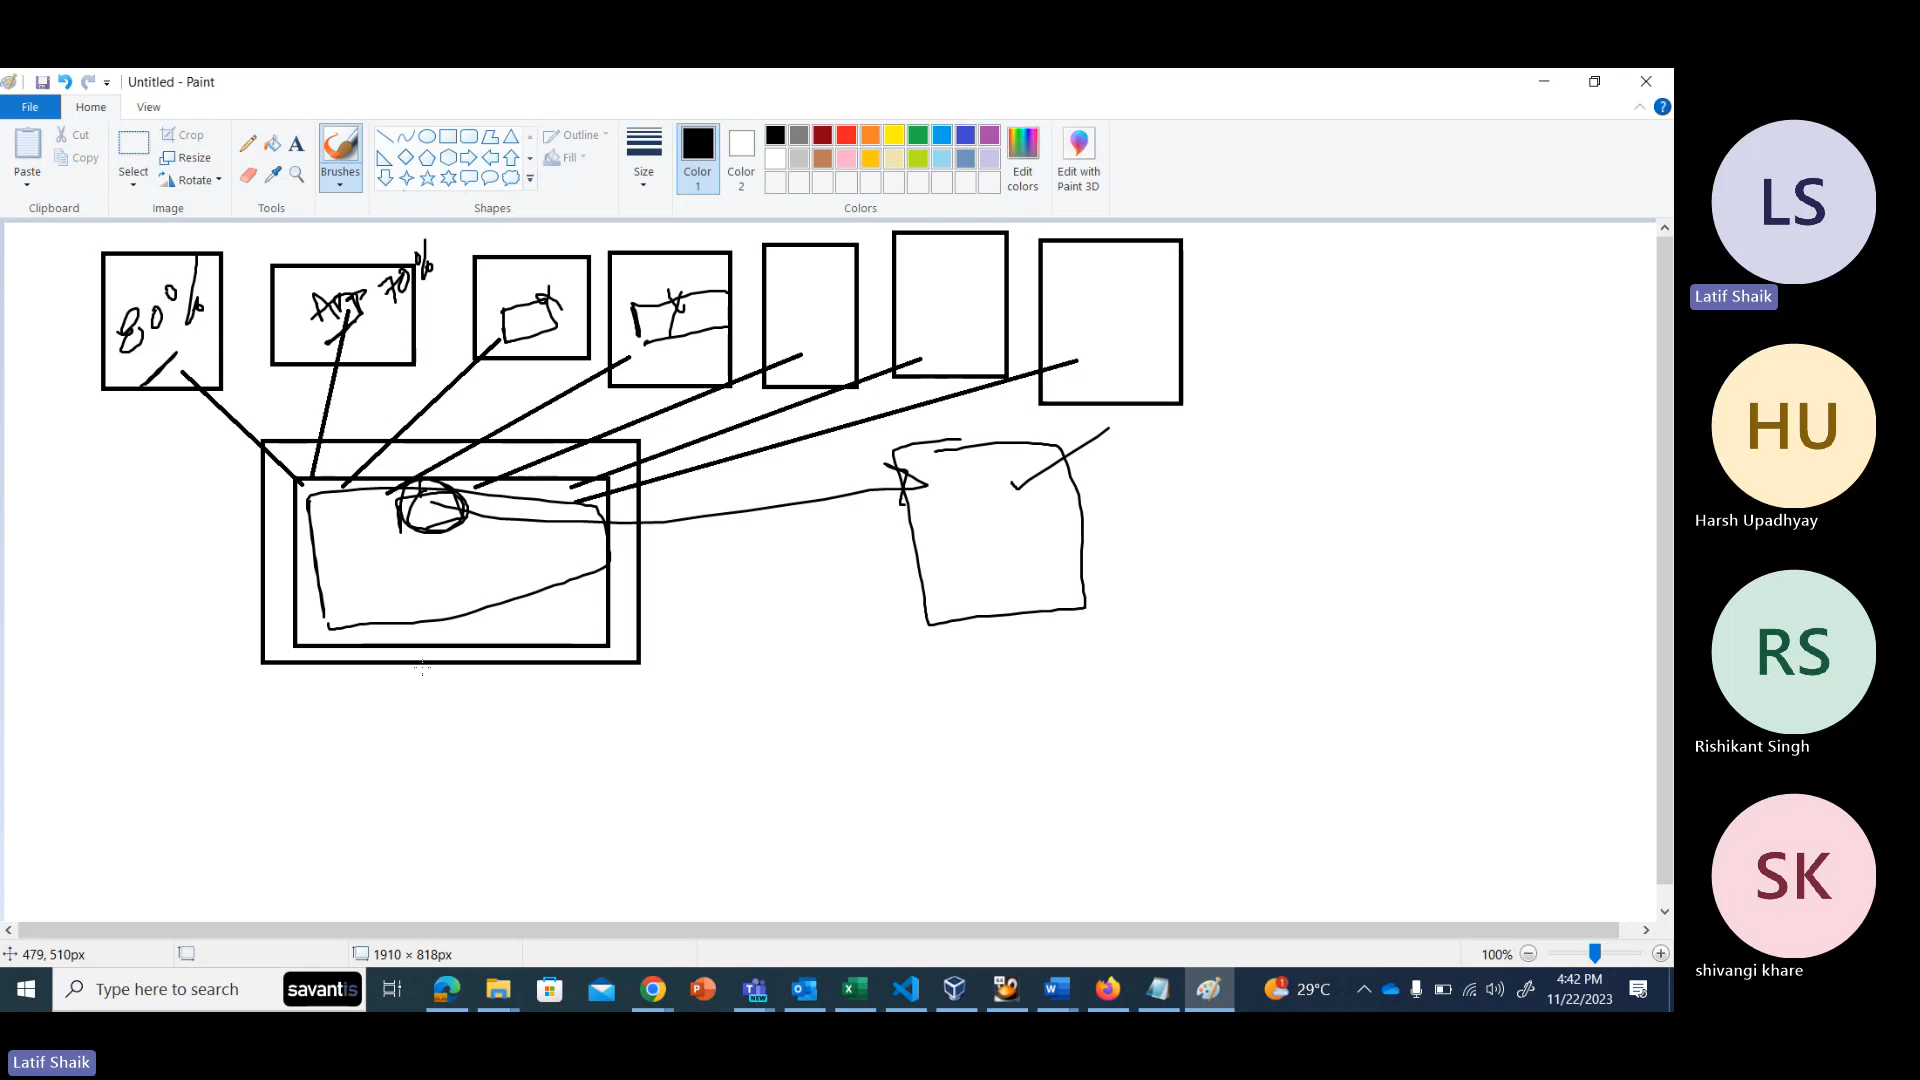 Untitled - Paint
File
Home
View
Paste
Cut
Copy
Clipboard
Select
Crop
Resize
Rotate
Image
A
Tools
Brushes
Outline
Fill
Shapes
Size
Color
1
Color
2
Edit
colors
Edit with
Paint 3D
Colors
80%
APP
70%
479, 510px
1910 × 818px
100%
Type here to search
savantis
NEW
29°C
4:42 PM
11/22/2023
LS
Latif Shaik
HU
Harsh Upadhyay
RS
Rishikant Singh
SK
shivangi khare
Latif Shaik